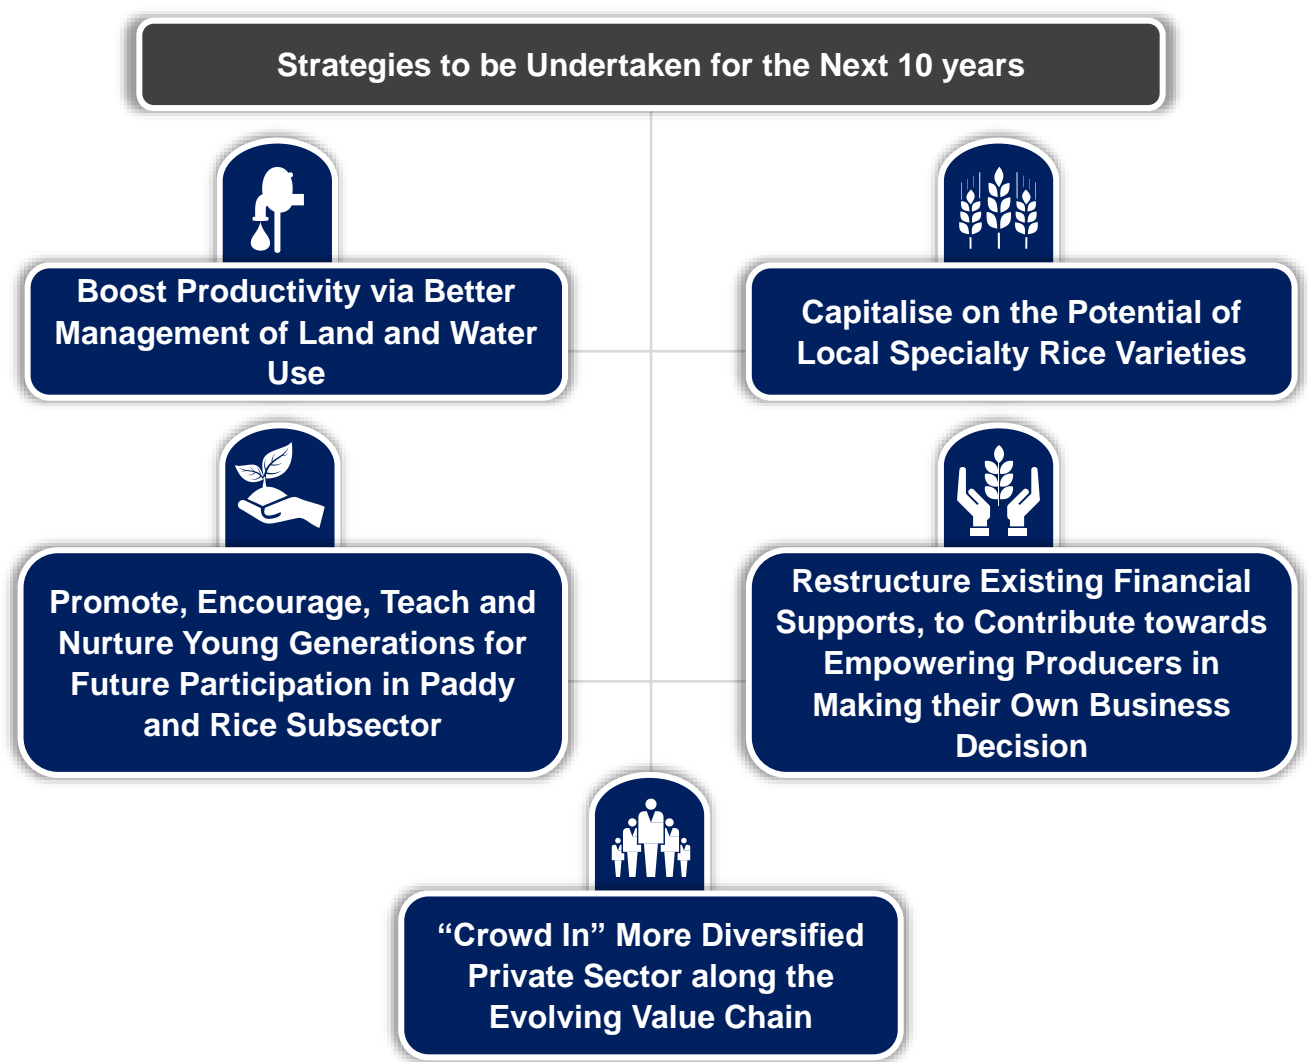 Strategies to be Undertaken for the Next 10 years
Boost Productivity via Better
Management of Land and Water
Use
Capitalise on the Potential of
Local Specialty Rice Varieties
Promote, Encourage, Teach and
Nurture Young Generations for
Future Participation in Paddy
and Rice Subsector
Restructure Existing Financial
Supports, to Contribute towards
Empowering Producers in
Making their Own Business
Decision
“Crowd In” More Diversified
Private Sector along the
Evolving Value Chain